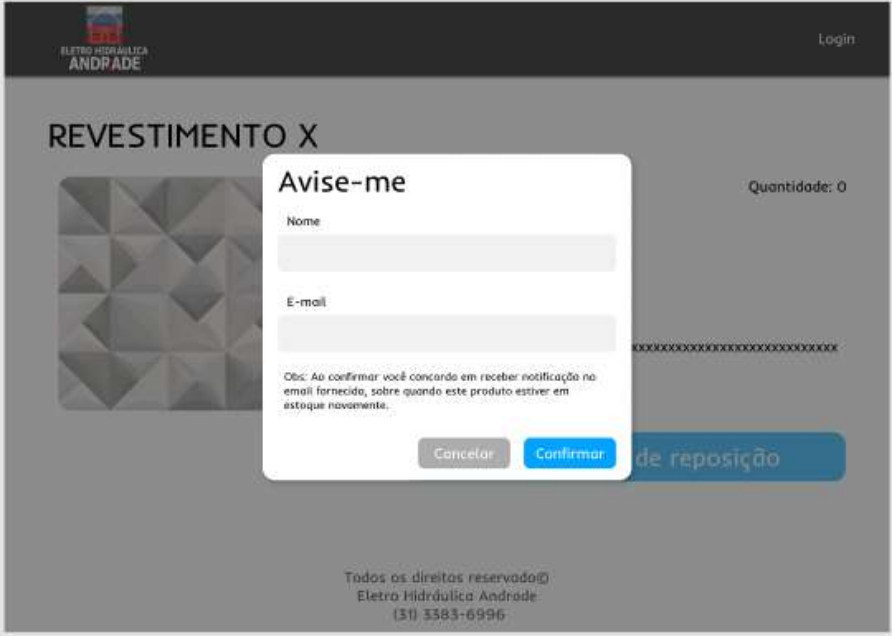 ELETRO HIDRÁULICA
ANDRADE
Login
REVESTIMENTO X
Avise-me
Quantidade: 0
Nome
E-mail
xxxxxxxxxxxxxxxxxxxxxxxxxxxx
Obs: Ao confirmar você concorda em receber notificação no
email fornecido, sobre quando este produto estiver em
estoque novamente.
Cancelar
Confirmar
de reposição
Todos os direitos reservado©
Eletro Hidráulica Andrade
(31) 3383-6996